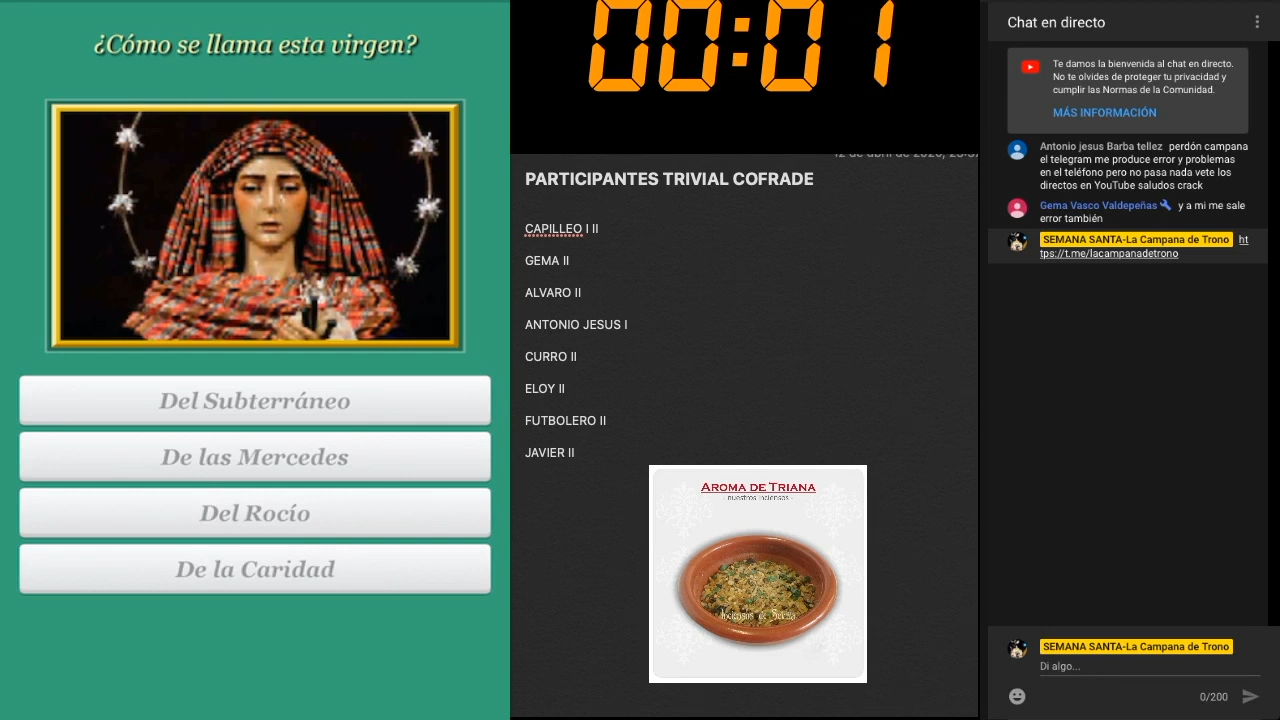 ¿Cómo se llama esta virgen?
Del Subterráneo
De las Mercedes
Del Rocío
De la Caridad
00:01
PARTICIPANTES TRIVIAL COFRADE
CAPILLEO I II
GEMA II
ALVARO II
ANTONIO JESUS I
CURRO II
ELOY II
FUTBOLERO II
JAVIER II
AROMA DE TRIANA
nuestros inciensos
Inciensos de Sevilla
Chat en directo
Te damos la bienvenida al chat en directo.
No te olvides de proteger tu privacidad y
cumplir las Normas de la Comunidad.
MÁS INFORMACIÓN
Antonio jesus Barba tellez perdón campana
el telegram me produce error y problemas
en el teléfono pero no pasa nada vete los
directos en YouTube saludos crack
Gema Vasco Valdepeñas y a mi me sale
error también
SEMANA SANTA-La Campana de Trono ht
tps://t.me/lacampanadetrono
SEMANA SANTA-La Campana de Trono
Di algo...
0/200